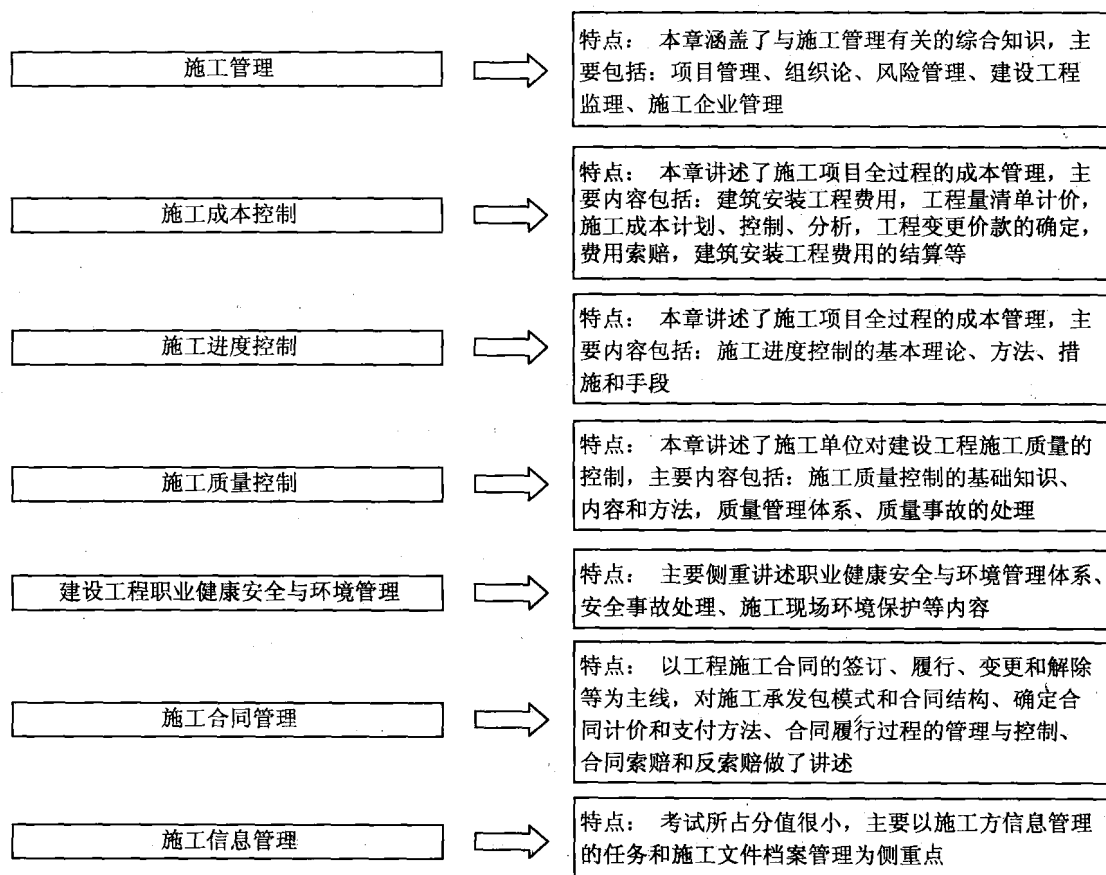 施工管理
特点： 本章涵盖了与施工管理有关的综合知识，主
要包括：项目管理、组织论、风险管理、建设工程
监理、施工企业管理
施工成本控制
特点： 本章讲述了施工项目全过程的成本管理，主
要内容包括：建筑安装工程费用，工程量清单计价，
施工成本计划、控制、分析，工程变更价款的确定，
费用索赔，建筑安装工程费用的结算等
施工进度控制
特点： 本章讲述了施工项目全过程的成本管理，主
要内容包括：施工进度控制的基本理论、方法、措
施和手段
施工质量控制
特点： 本章讲述了施工单位对建设工程施工质量的
控制，主要内容包括：施工质量控制的基础知识、
内容和方法，质量管理体系、质量事故的处理
建设工程职业健康安全与环境管理
特点： 主要侧重讲述职业健康安全与环境管理体系、
安全事故处理、施工现场环境保护等内容
施工合同管理
特点： 以工程施工合同的签订、履行、变更和解除
等为主线，对施工承发包模式和合同结构、确定合
同计价和支付方法、合同履行过程的管理与控制、
合同索赔和反索赔做了讲述
施工信息管理
特点： 考试所占分值很小，主要以施工方信息管理
的任务和施工文件档案管理为侧重点